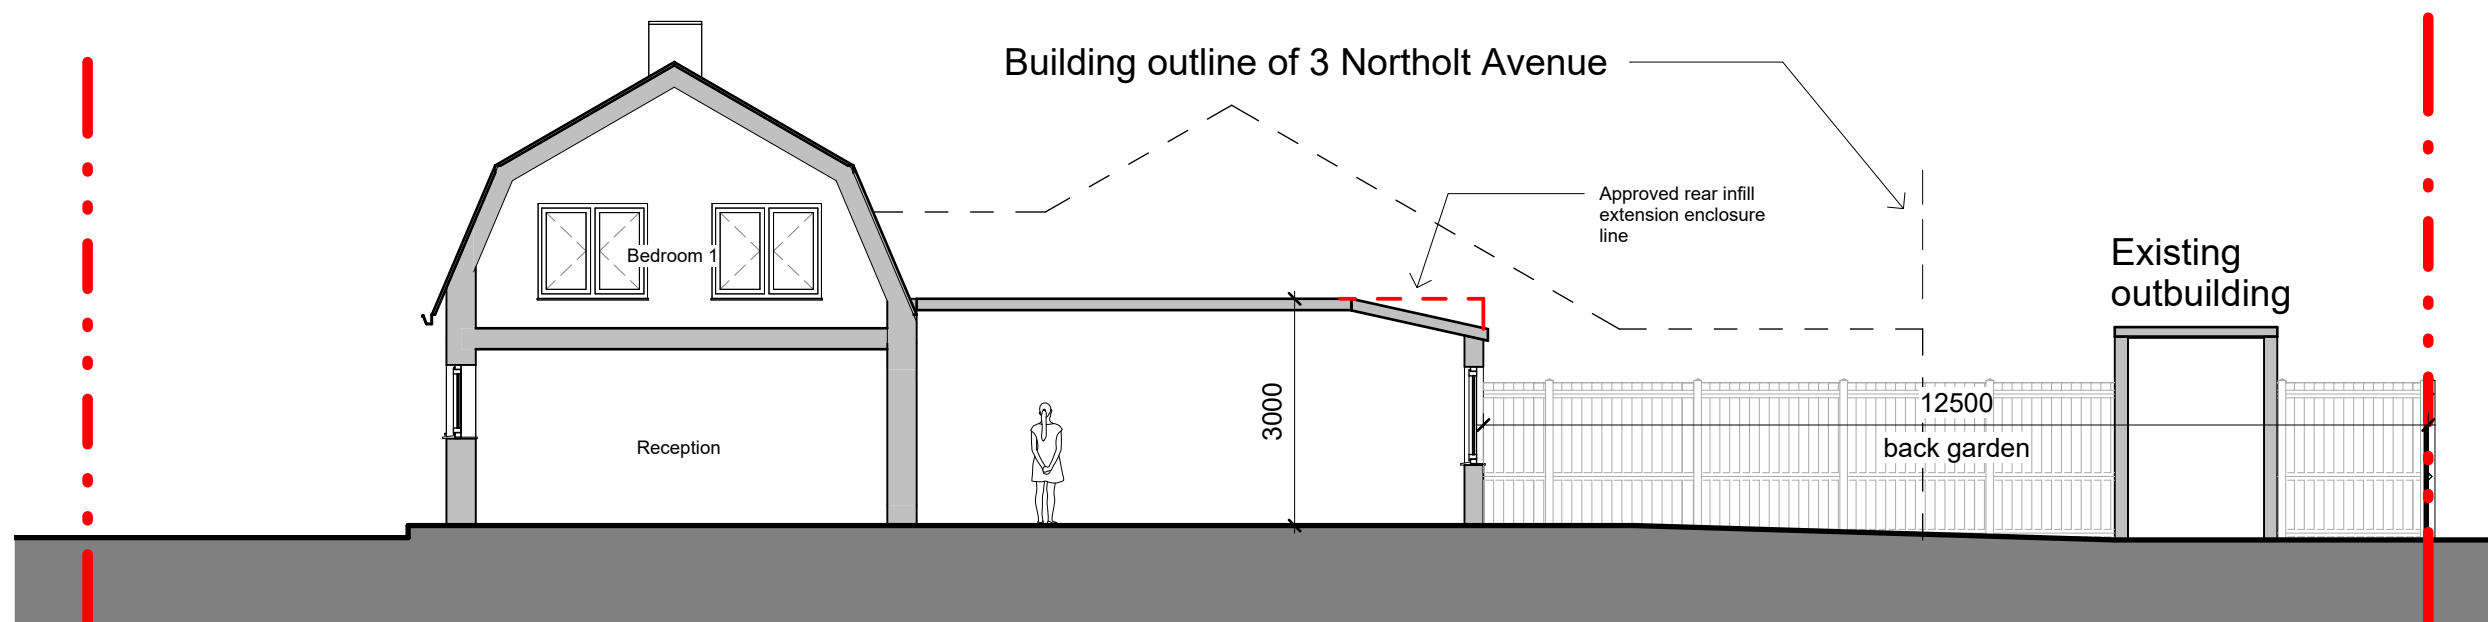 Building outline of 3 Northolt Avenue
Approved rear infill
extension enclosure
line
Existing
outbuilding
Bedroom 1
3000
12500
back garden
Reception